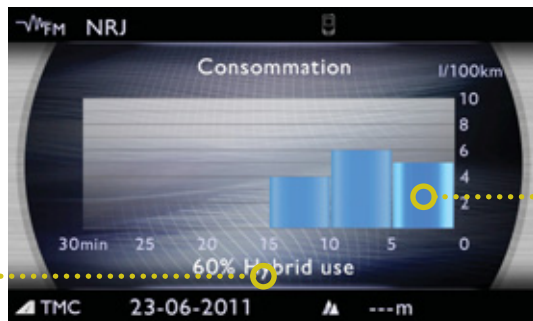 FM NRJ
Consommation
l/100km
10
8
6
4
2
30min 25 20 15 10 5 0
60% Hybrid use
TMC 23-06-2011 ---m